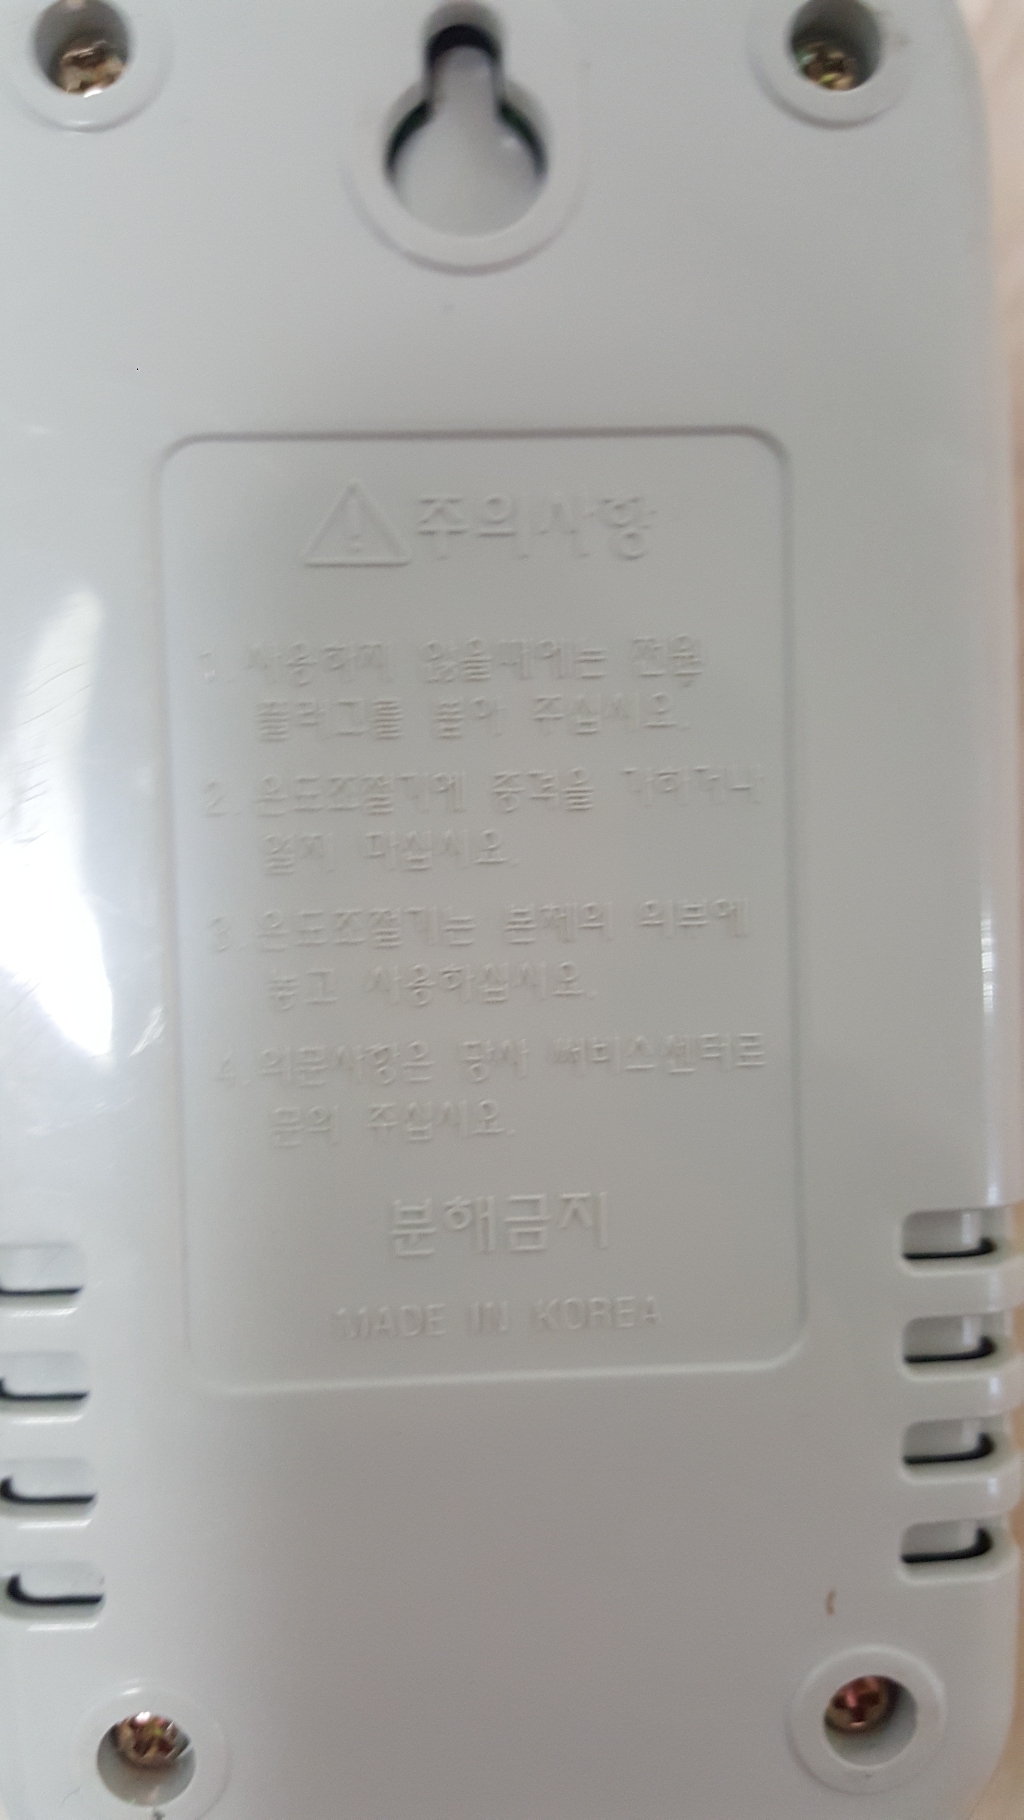 주의사항
1. 사용하지 않을때에는 전원
플러그를 뽑아 주십시오.
2. 온도조절기에 충격을 가하거나
열지 마십시오.
3. 온도조절기는 본체의 외부에
놓고 사용하십시오.
4. 의문사항은 당사 써비스센터로
문의 주십시오.
분해금지
MADE IN KOREA